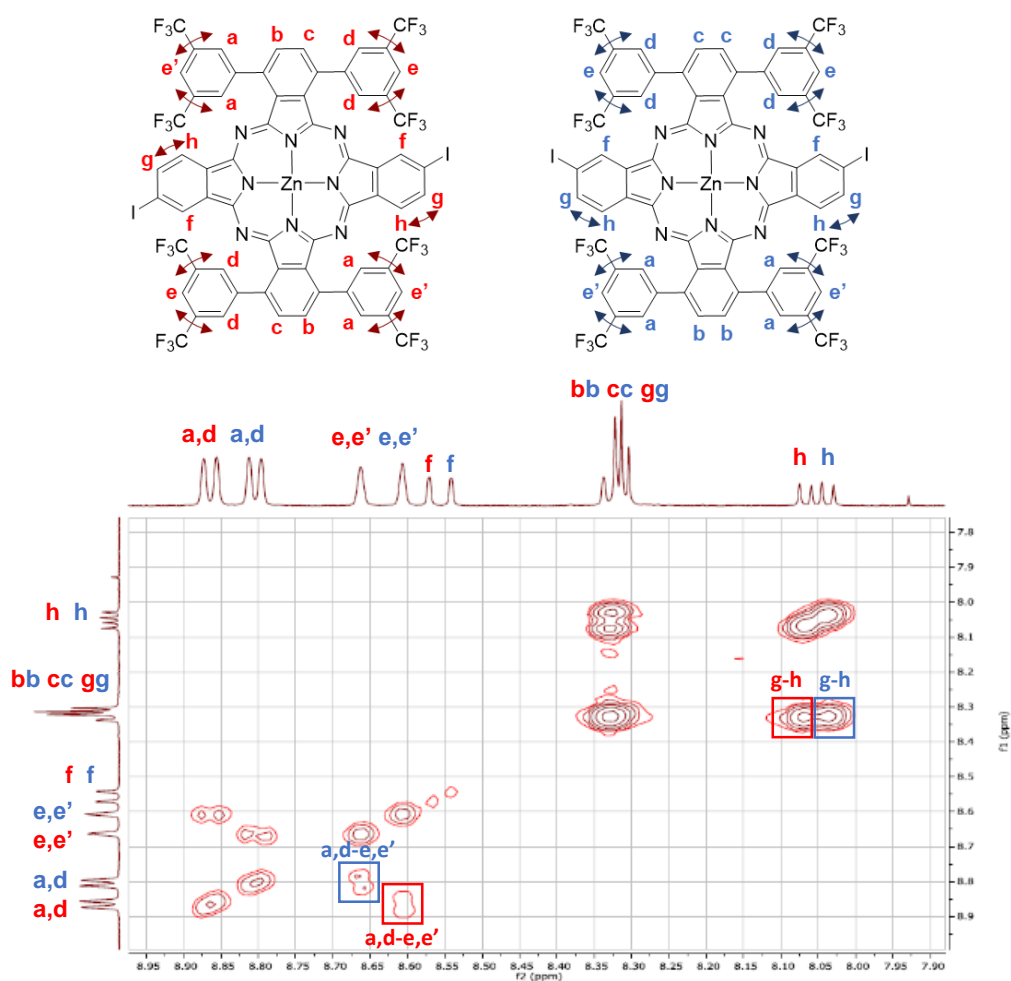 F₃C CF₃ F₃C CF₃
a b c d d c c d
e' e e e
a d d d
F₃C CF₃ F₃C CF₃
h N N f f N N f
g I I I
N N Zn N N Zn N
I g g g
f N N N h h N N N h
F₃C d a CF₃ F₃C a a CF₃
e e' e' e'
d c b a a b b a
F₃C CF₃ F₃C CF₃
bb cc gg
a,d a,d e,e' e,e' f f h h
h h
bb cc gg
f f
e,e'
e,e'
a,d
a,d
g-h g-h
a,d-e,e'
a,d-e,e'
7.8
7.9
8.0
8.1
8.2
8.3
8.4
8.5
8.6
8.7
8.8
8.9
f1 (ppm)
8.95 8.90 8.85 8.80 8.75 8.70 8.65 8.60 8.55 8.50 8.45 8.40 8.35 8.30 8.25 8.20 8.15 8.10 8.05 8.00 7.95 7.90
f2 (ppm)